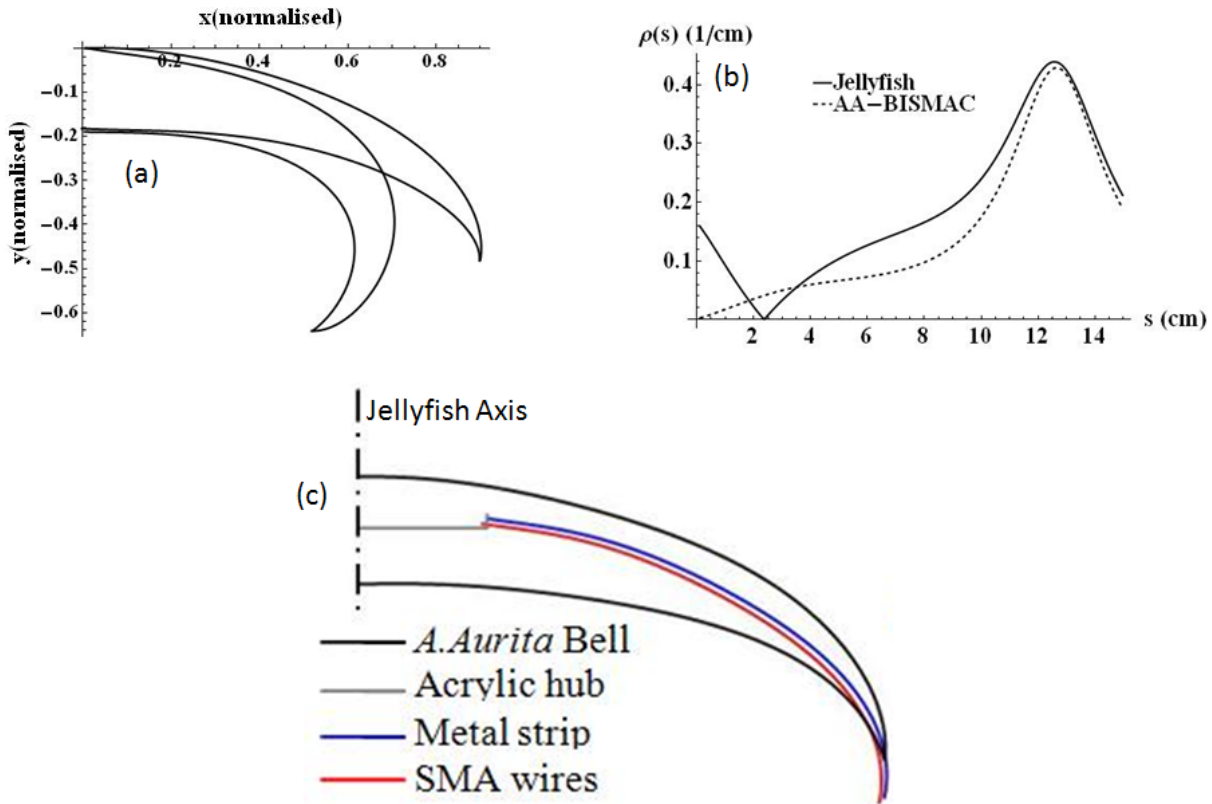 x(normalised)
0.2 0.4 0.6 0.8
y(normalised)
−0.1
−0.2
−0.3
−0.4
−0.5
−0.6
(a)
ρ(s) (1/cm)
(b)
Jellyfish
AA−BISMAC
0.4
0.3
0.2
0.1
2 4 6 8 10 12 14
s (cm)
Jellyfish Axis
(c)
A.Aurita Bell
Acrylic hub
Metal strip
SMA wires